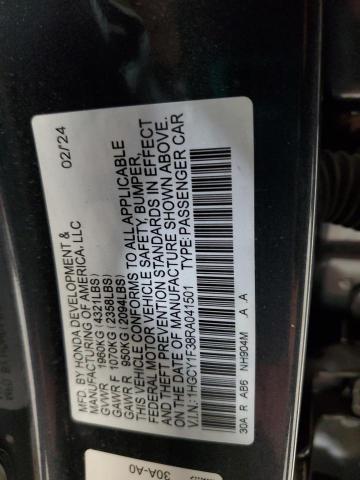 MFD. BY HONDA DEVELOPMENT & 02/'24
MANUFACTURING OF AMERICA, LLC
GVWR 1960KG (4321LBS)
GAWR F 1070KG (2358LBS)
GAWR R 950KG (2094LBS)
THIS VEHICLE CONFORMS TO ALL APPLICABLE
FEDERAL MOTOR VEHICLE SAFETY, BUMPER,
AND THEFT PREVENTION STANDARDS IN EFFECT
ON THE DATE OF MANUFACTURE SHOWN ABOVE.
V.I.N.: 1HGCY1F38RA041501 TYPE: PASSENGER CAR
30A R AB6 NH904M A A
30A-A0